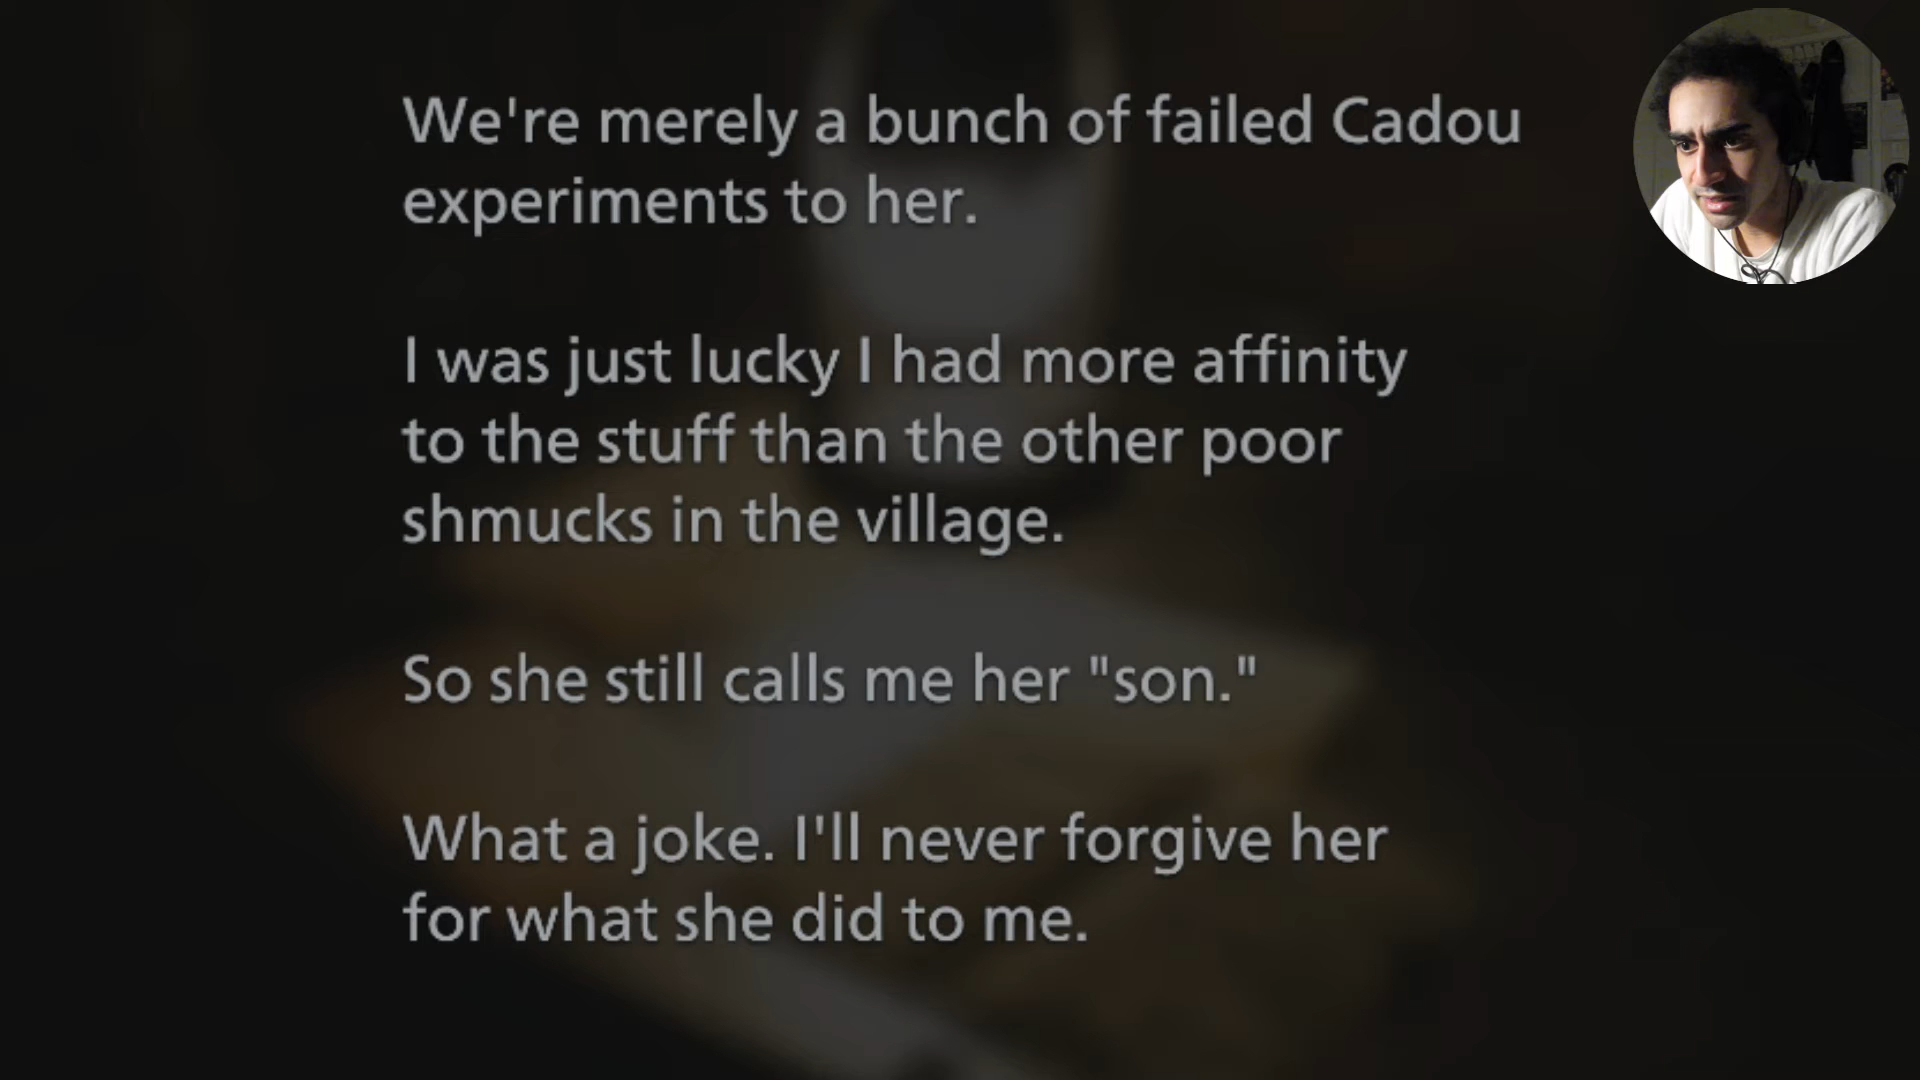 We're merely a bunch of failed Cadou
experiments to her.
I was just lucky I had more affinity
to the stuff than the other poor
shmucks in the village.
So she still calls me her "son."
What a joke. I'll never forgive her
for what she did to me.